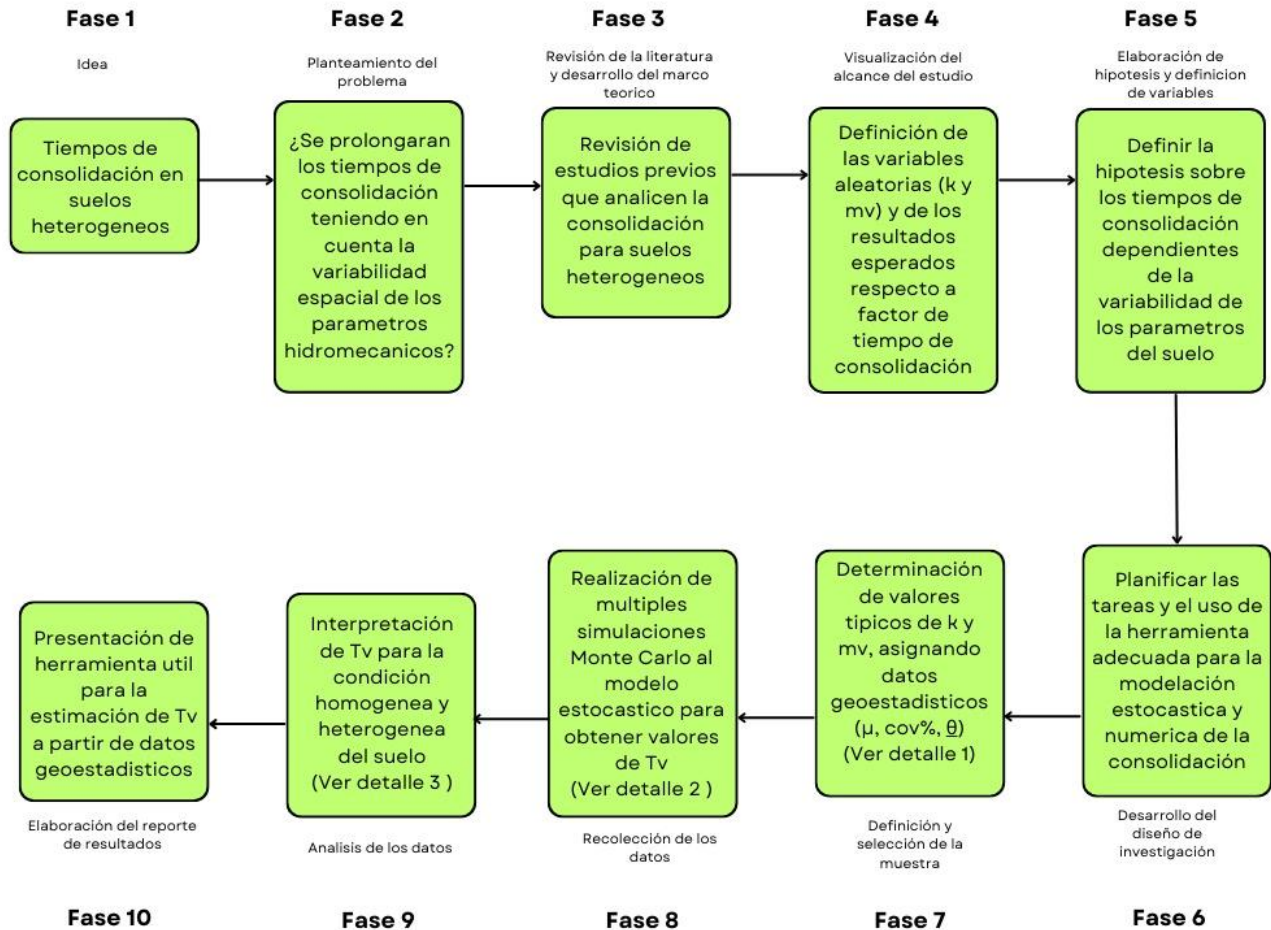 Fase 1
Idea
Tiempos de
consolidación en
suelos
heterogeneos
Fase 2
Planteamiento del
problema
¿Se prolongaran
los tiempos de
consolidación
teniendo en
cuenta la
variabilidad
espacial de los
parametros
hidromecanicos?
Fase 3
Revisión de la literatura
y desarrollo del marco
teorico
Revisión de
estudios previos
que analicen la
consolidación
para suelos
heterogeneos
Fase 4
Visualización del
alcance del estudio
Definición de
las variables
aleatorias (k y
mv) y de los
resultados
esperados
respecto a
factor de
tiempo de
consolidación
Fase 5
Elaboración de
hipotesis y definicion
de variables
Definir la
hipotesis sobre
los tiempos de
consolidación
dependientes
de la
variabilidad de
los parametros
del suelo
Planificar las
tareas y el uso de
la herramienta
adecuada para la
modelación
estocastica y
numerica de la
consolidación
Desarrollo del
diseño de
investigación
Fase 6
Determinación
de valores
tipicos de k y
mv, asignando
datos
geoestadisticos
(μ, cov%, θ)
(Ver detalle 1)
Definición y
selección de la
muestra
Fase 7
Realización de
multiples
simulaciones
Monte Carlo al
modelo
estocastico para
obtener valores
de Tv
(Ver detalle 2 )
Recolección de los
datos
Fase 8
Interpretación
de Tv para la
condición
homogenea y
heterogenea
del suelo
(Ver detalle 3 )
Analisis de los datos
Fase 9
Presentación de
herramienta util
para la
estimación de Tv
a partir de datos
geoestadisticos
Elaboración del reporte
de resultados
Fase 10